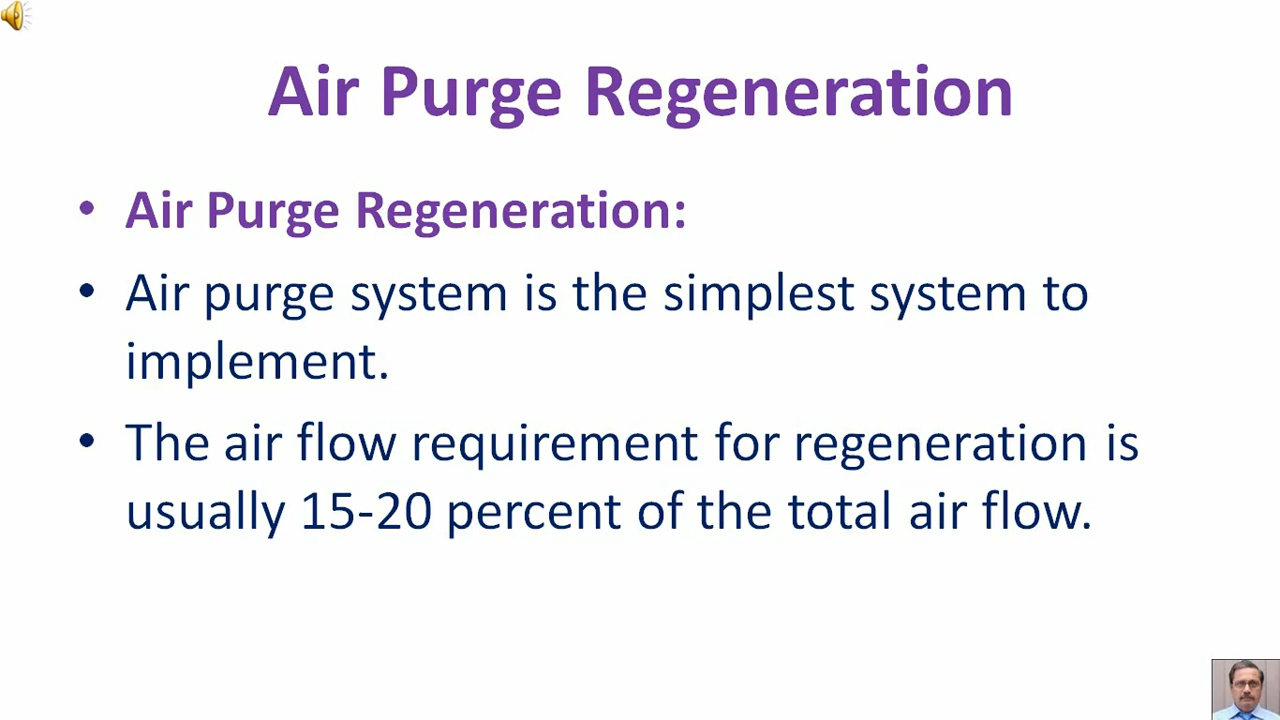 Air Purge Regeneration
• Air Purge Regeneration:
• Air purge system is the simplest system to
implement.
• The air flow requirement for regeneration is
usually 15-20 percent of the total air flow.